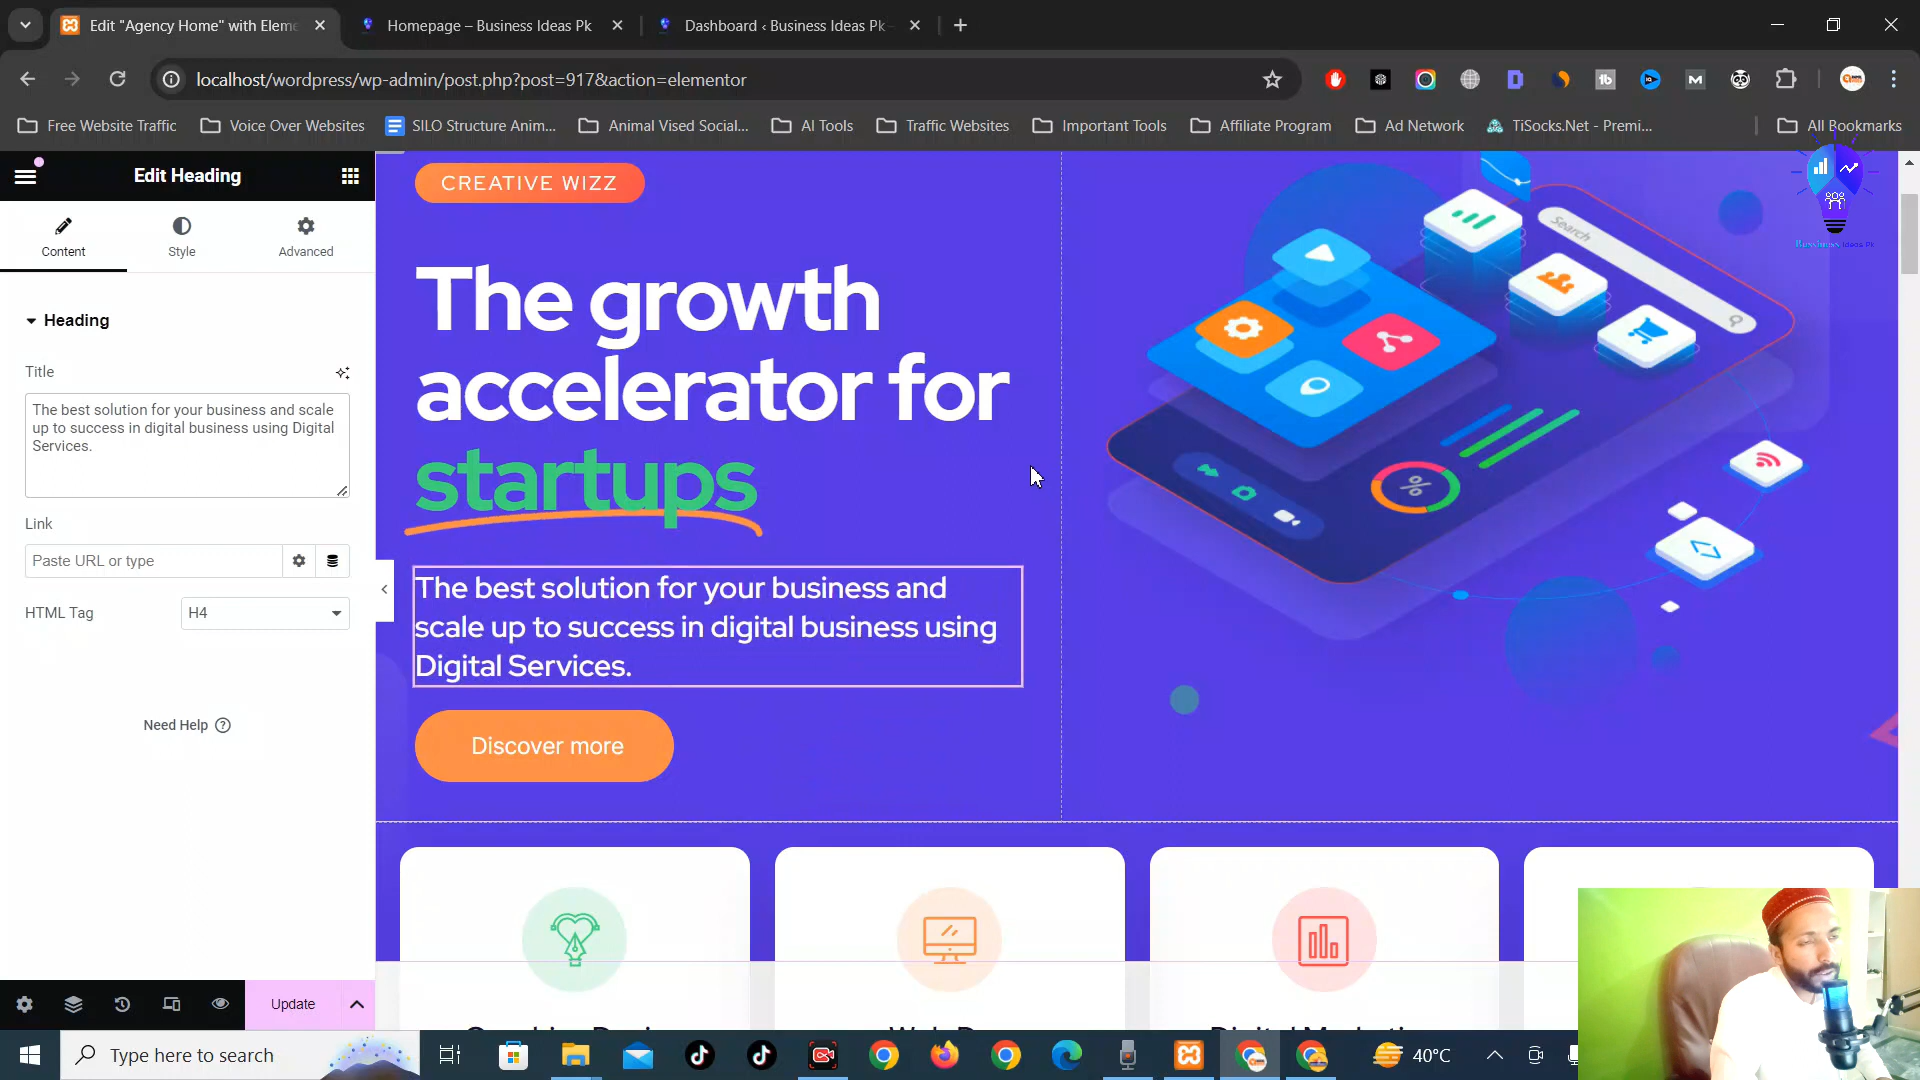 Edit "Agency Home" with Eleme
Homepage – Business Ideas Pk
Dashboard ‹ Business Ideas Pk
localhost/wordpress/wp-admin/post.php?post=917&action=elementor
Free Website Traffic
Voice Over Websites
SILO Structure Anim...
Animal Vised Social...
AI Tools
Traffic Websites
Important Tools
Affiliate Program
Ad Network
TiSocks.Net - Premi...
All Bookmarks
Edit Heading
Content
Style
Advanced
Heading
Title
The best solution for your business and scale
up to success in digital business using Digital
Services.
Link
Paste URL or type
HTML Tag
H4
Need Help
Update
CREATIVE WIZZ
The growth
accelerator for
startups
The best solution for your business and
scale up to success in digital business using
Digital Services.
Discover more
Search
%
Bussiness Ideas Pk
Type here to search
40°C